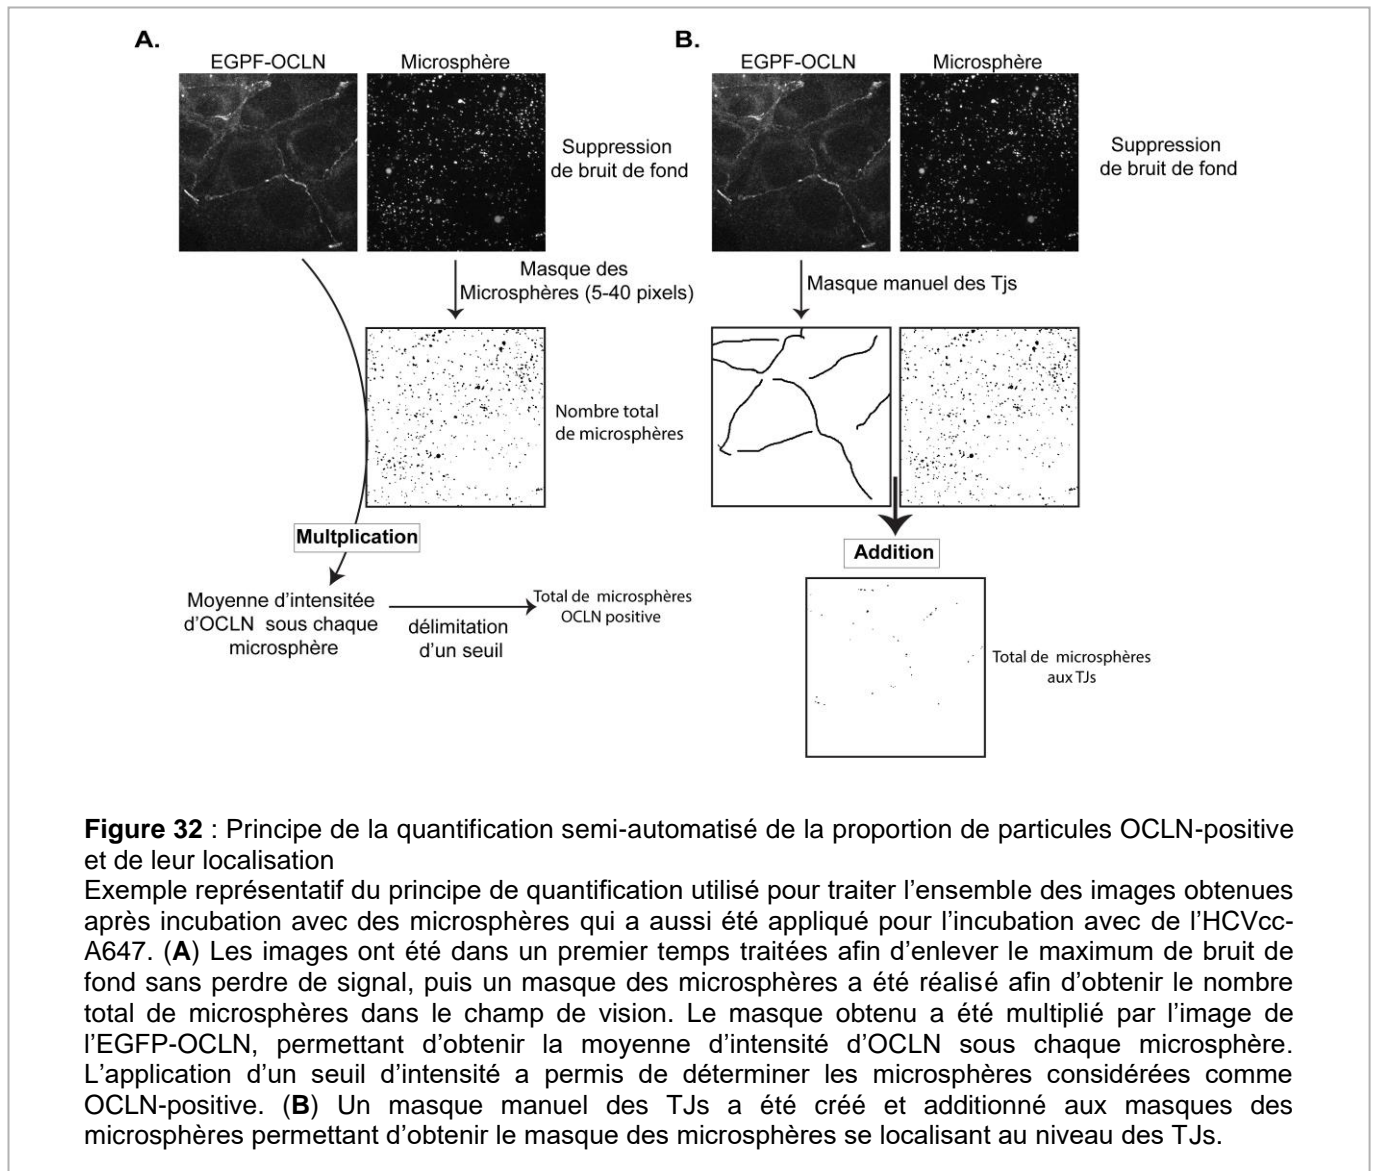 A.
EGPF-OCLN
Microsphère
Suppression
de bruit de fond
Masque des
Microsphères (5-40 pixels)
Nombre total
de microsphères
Multplication
Moyenne d'intensitée
d'OCLN sous chaque
microsphère
délimitation
d'un seuil
Total de microsphères
OCLN positive
B.
EGPF-OCLN
Microsphère
Suppression
de bruit de fond
Masque manuel des Tjs
Addition
Total de microsphères
aux TJs
Figure 32 : Principe de la quantification semi-automatisé de la proportion de particules OCLN-positive
et de leur localisation
Exemple représentatif du principe de quantification utilisé pour traiter l'ensemble des images obtenues
après incubation avec des microsphères qui a aussi été appliqué pour l'incubation avec de l'HCVcc-
A647. (A) Les images ont été dans un premier temps traitées afin d'enlever le maximum de bruit de
fond sans perdre de signal, puis un masque des microsphères a été réalisé afin d'obtenir le nombre
total de microsphères dans le champ de vision. Le masque obtenu a été multiplié par l'image de
l'EGFP-OCLN, permettant d'obtenir la moyenne d'intensité d'OCLN sous chaque microsphère.
L'application d'un seuil d'intensité a permis de déterminer les microsphères considérées comme
OCLN-positive. (B) Un masque manuel des TJs a été créé et additionné aux masques des
microsphères permettant d'obtenir le masque des microsphères se localisant au niveau des TJs.